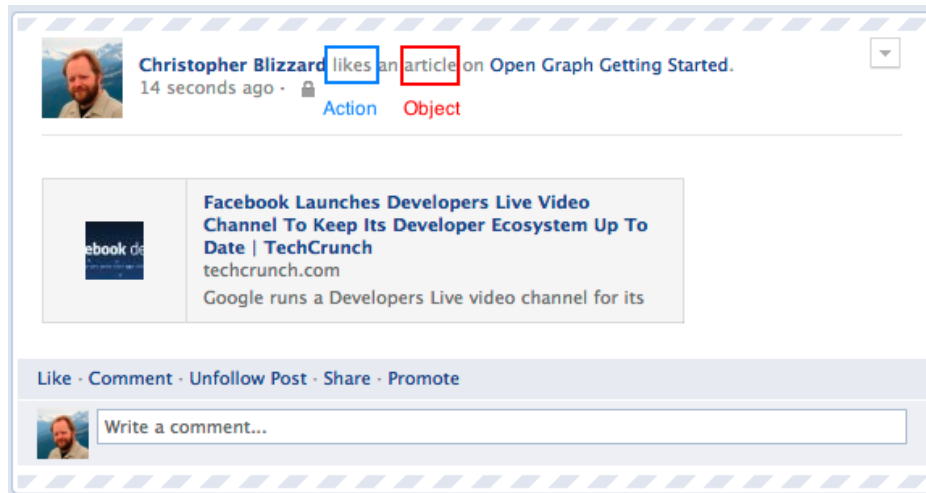 Christopher Blizzard likes an article on Open Graph Getting Started.
14 seconds ago ·
Action Object
Facebook Launches Developers Live Video
Channel To Keep Its Developer Ecosystem Up To
Date | TechCrunch
ebook de
techcrunch.com
Google runs a Developers Live video channel for its
Like · Comment · Unfollow Post · Share · Promote
Write a comment...